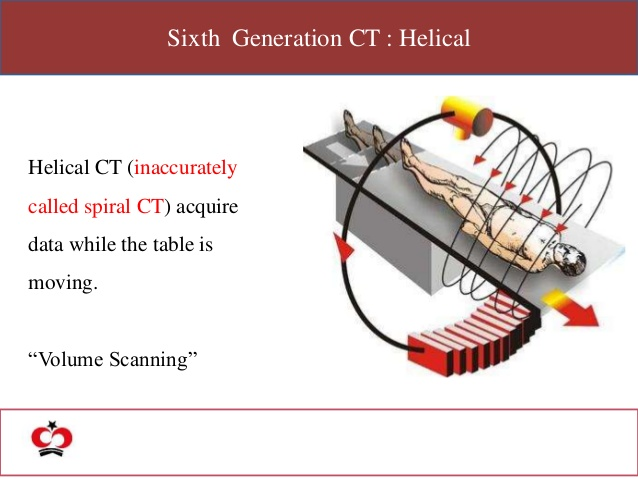 Sixth Generation CT : Helical
Helical CT (inaccurately
called spiral CT) acquire
data while the table is
moving.
“Volume Scanning”